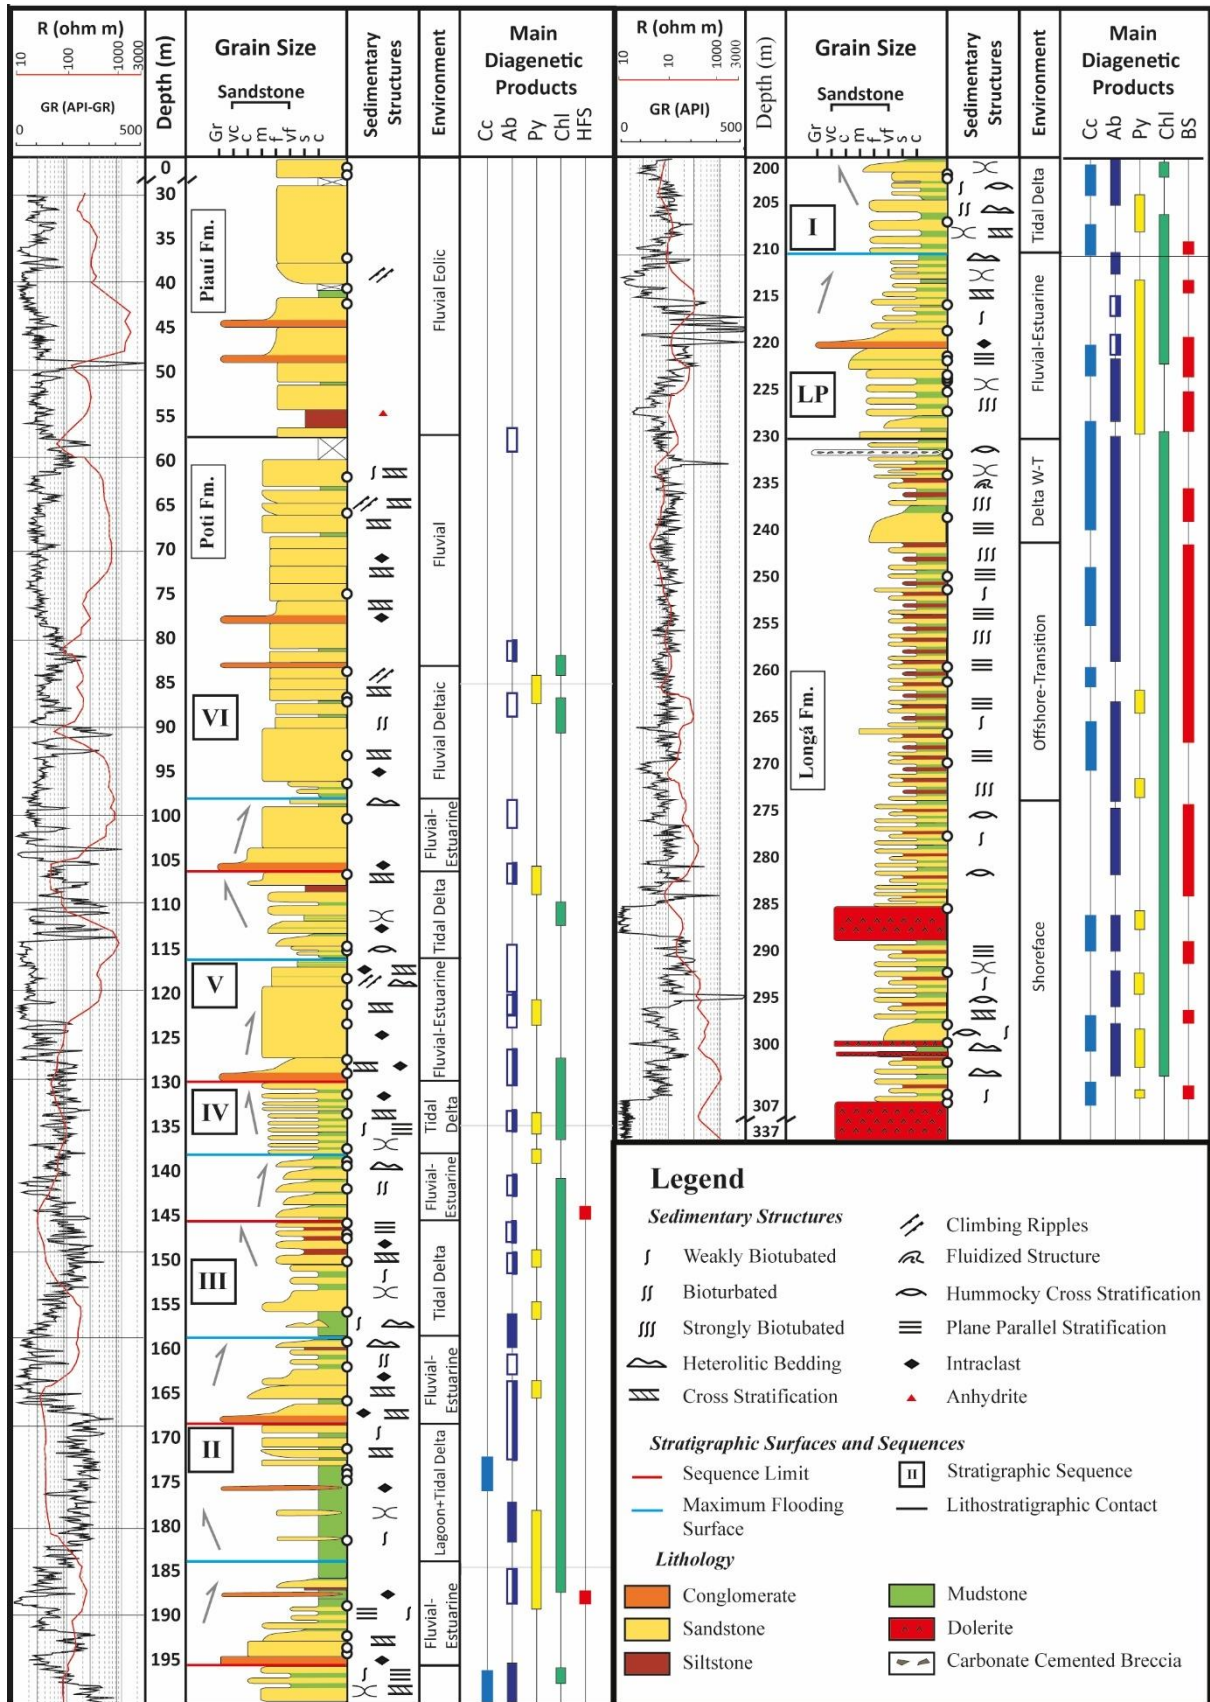 R (ohm m)
10 100 1000 3000
GR (API-GR)
0 500
Depth (m)
Grain Size
Sandstone
Gr vc c m f vf s c
Sedimentary Structures
Environment
Main Diagenetic Products
Cc Ab Py Chl HFS
0
30
35
40
45
50
55
60
65
70
75
80
85
90
95
100
105
110
115
120
125
130
135
140
145
150
155
160
165
170
175
180
185
190
195
Piauí Fm.
Poti Fm.
VI
V
IV
III
II
Fluvial Eolic
Fluvial
Fluvial Deltaic
Fluvial-Estuarine
Tidal Delta
Fluvial-Estuarine
Tidal Delta
Fluvial-Estuarine
Tidal Delta
Fluvial-Estuarine
Lagoon+Tidal Delta
Fluvial-Estuarine
R (ohm m)
10 10 1000 3000
GR (API)
0 500
Depth (m)
Grain Size
Sandstone
Gr vc c m f vf s c
Sedimentary Structures
Environment
Main Diagenetic Products
Cc Ab Py Chl BS
200
205
210
215
220
225
230
235
240
250
255
260
265
270
275
280
285
290
295
300
307
337
I
LP
Longá Fm.
Tidal Delta
Fluvial-Estuarine
Delta W-T
Offshore-Transition
Shoreface
Legend
Sedimentary Structures
Weakly Biotubated
Bioturbated
Strongly Biotubated
Heterolitic Bedding
Cross Stratification
Climbing Ripples
Fluidized Structure
Hummocky Cross Stratification
Plane Parallel Stratification
Intraclast
Anhydrite
Stratigraphic Surfaces and Sequences
Sequence Limit
Maximum Flooding
Surface
II Stratigraphic Sequence
Lithostratigraphic Contact
Lithology
Conglomerate
Sandstone
Siltstone
Mudstone
Dolerite
Carbonate Cemented Breccia